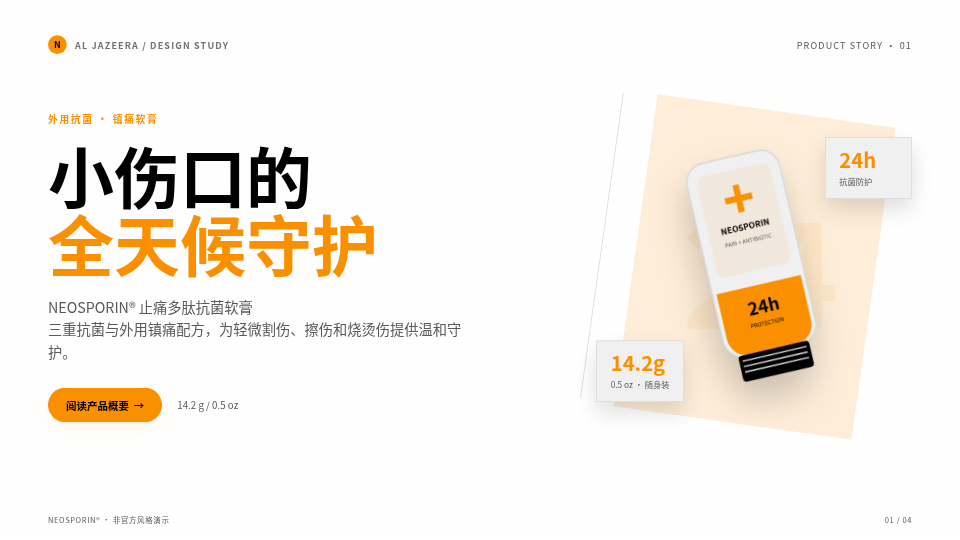 N
AL JAZEERA / DESIGN STUDY
PRODUCT STORY • 01
外用抗菌 · 镇痛软膏
小伤口的
全天候守护
NEOSPORIN® 止痛多肽抗菌软膏
三重抗菌与外用镇痛配方，为轻微割伤、擦伤和烧烫伤提供温和守
护。
阅读产品概要 →
14.2 g / 0.5 oz
24h
抗菌防护
NEOSPORIN
PAIN + ANTIBIOTIC
24h
PROTECTION
14.2g
0.5 oz · 随身装
NEOSPORIN® · 非官方风格演示
01 / 04